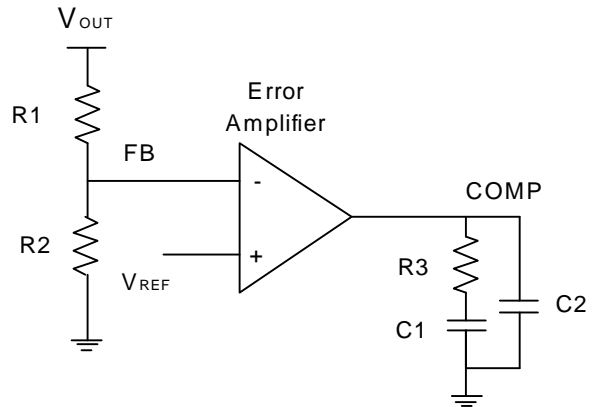 VOUT
R1
Error
Amplifier
FB
-
COMP
R2
+
R3
VREF
C2
C1